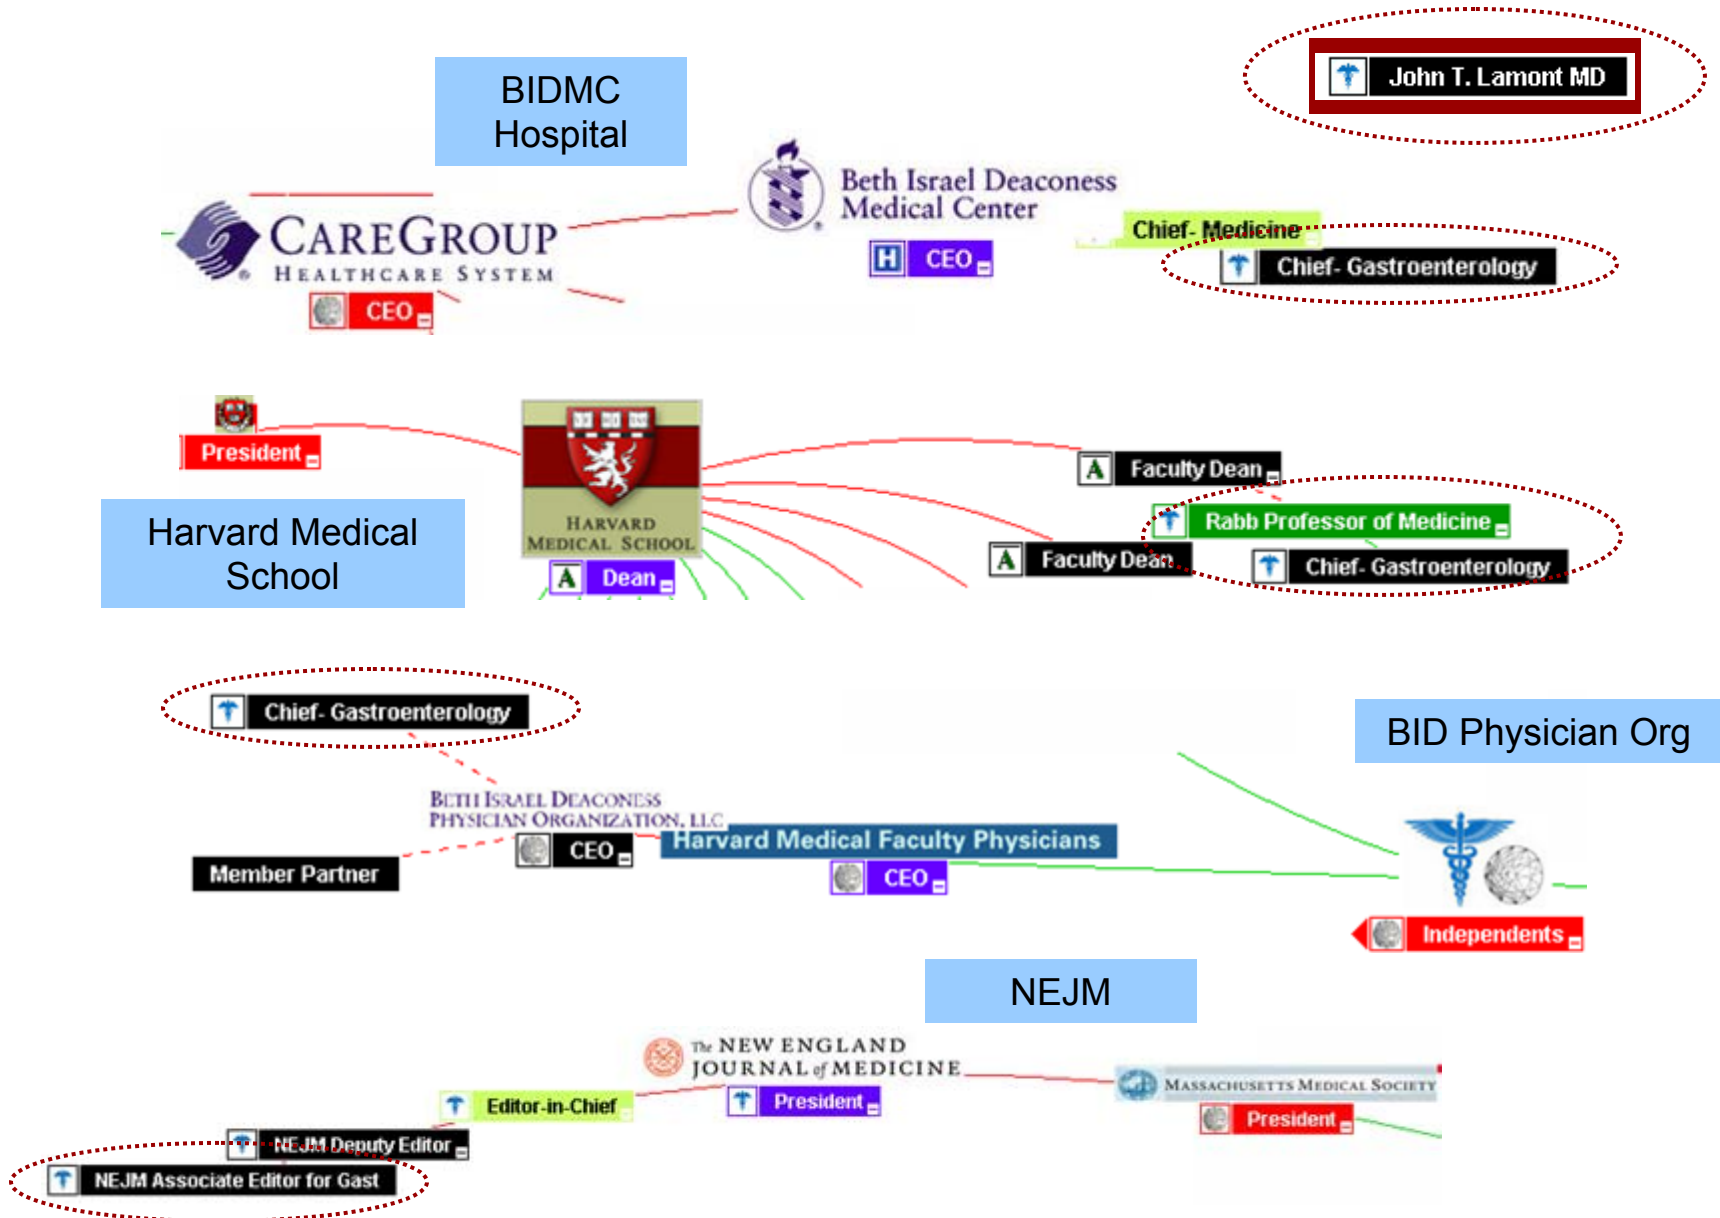 John T. Lamont MD
BIDMC
Hospital
Beth Israel Deaconess
Medical Center
CAREGROUP
HEALTHCARE SYSTEM
Chief- Medicine
H CEO
Chief- Gastroenterology
CEO
President
HARVARD
MEDICAL SCHOOL
A Dean
A Faculty Dean
Rabb Professor of Medicine
A Faculty Dean
Chief- Gastroenterology
Harvard Medical
School
Chief- Gastroenterology
BID Physician Org
BETH ISRAEL DEACONESS
PHYSICIAN ORGANIZATION, LLC
CEO
Harvard Medical Faculty Physicians
CEO
Member Partner
Independents
NEJM
The NEW ENGLAND
JOURNAL of MEDICINE
President
MASSACHUSETTS MEDICAL SOCIETY
President
Editor-in-Chief
NEJM Deputy Editor
NEJM Associate Editor for Gast